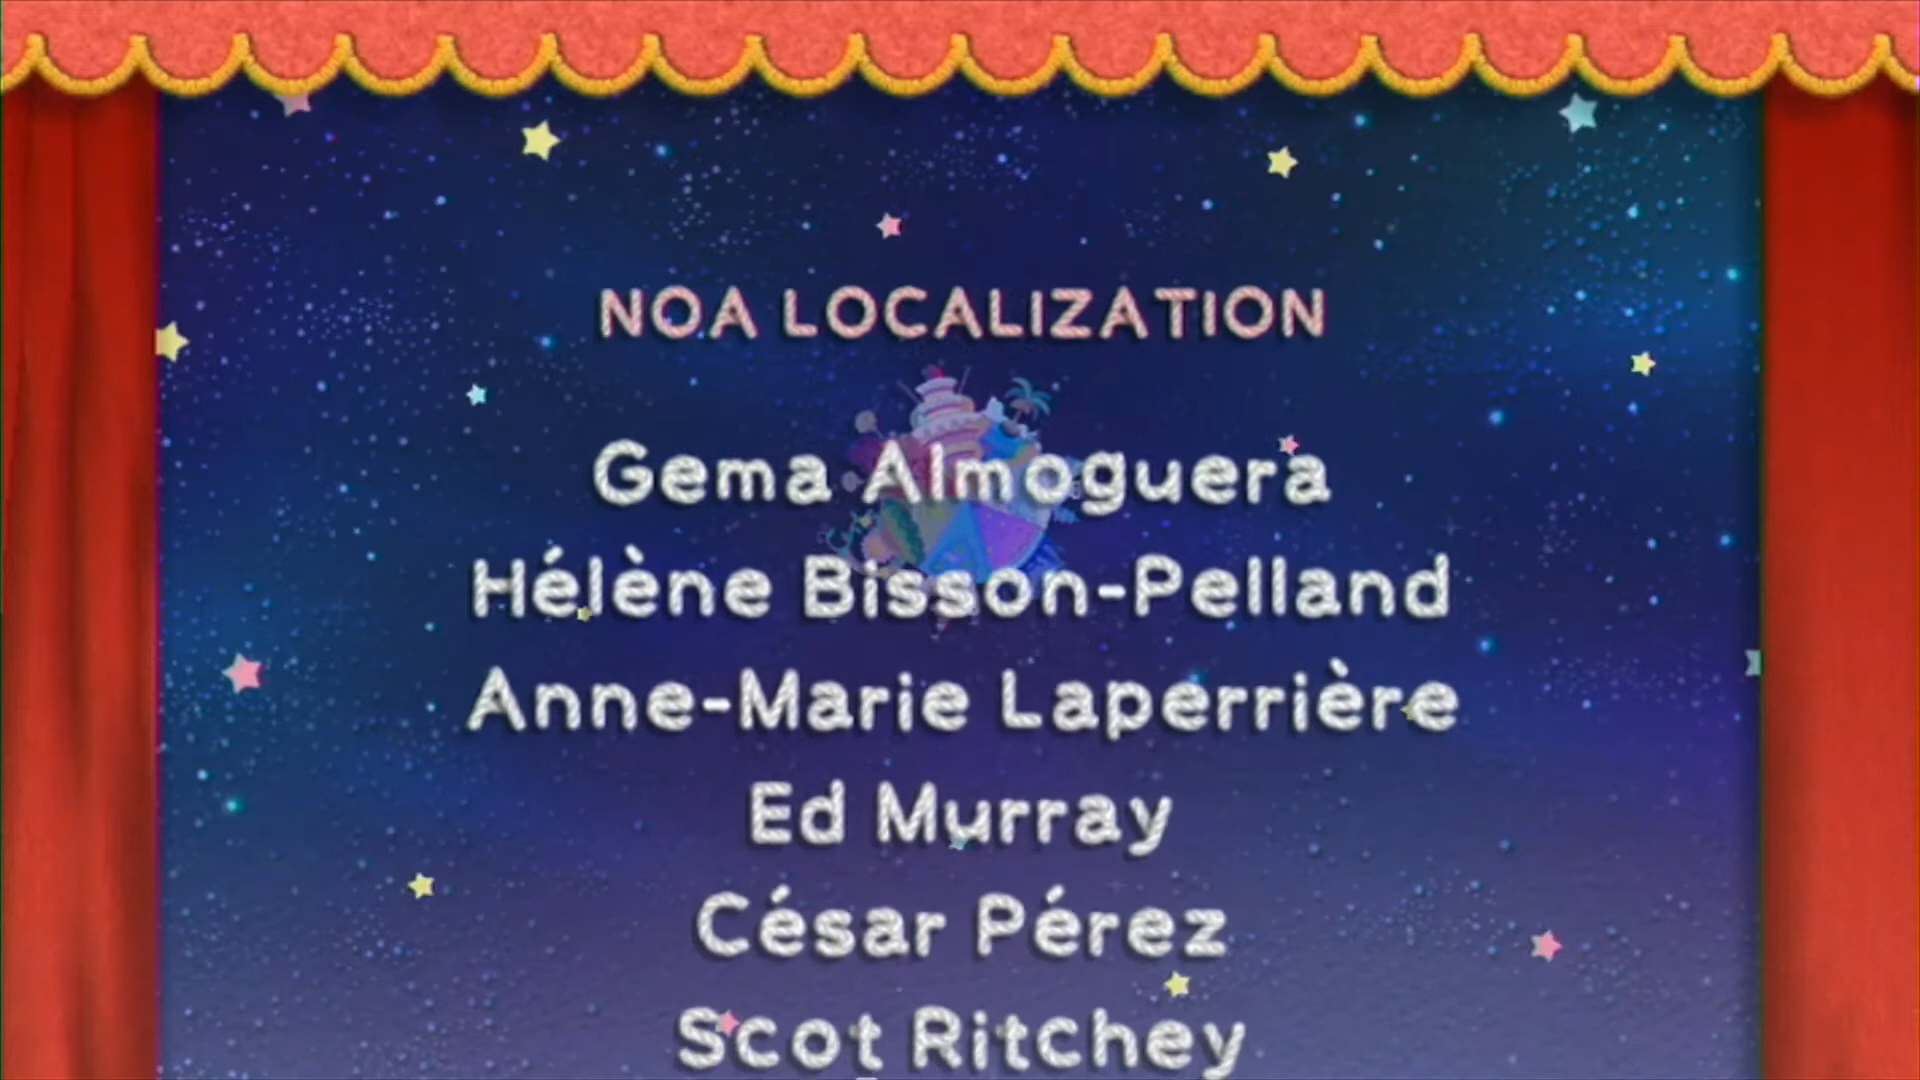 NOA LOCALIZATION
Gema Almoguera
Hélène Bisson-Pelland
Anne-Marie Laperrière
Ed Murray
César Pérez
Scot Ritchey